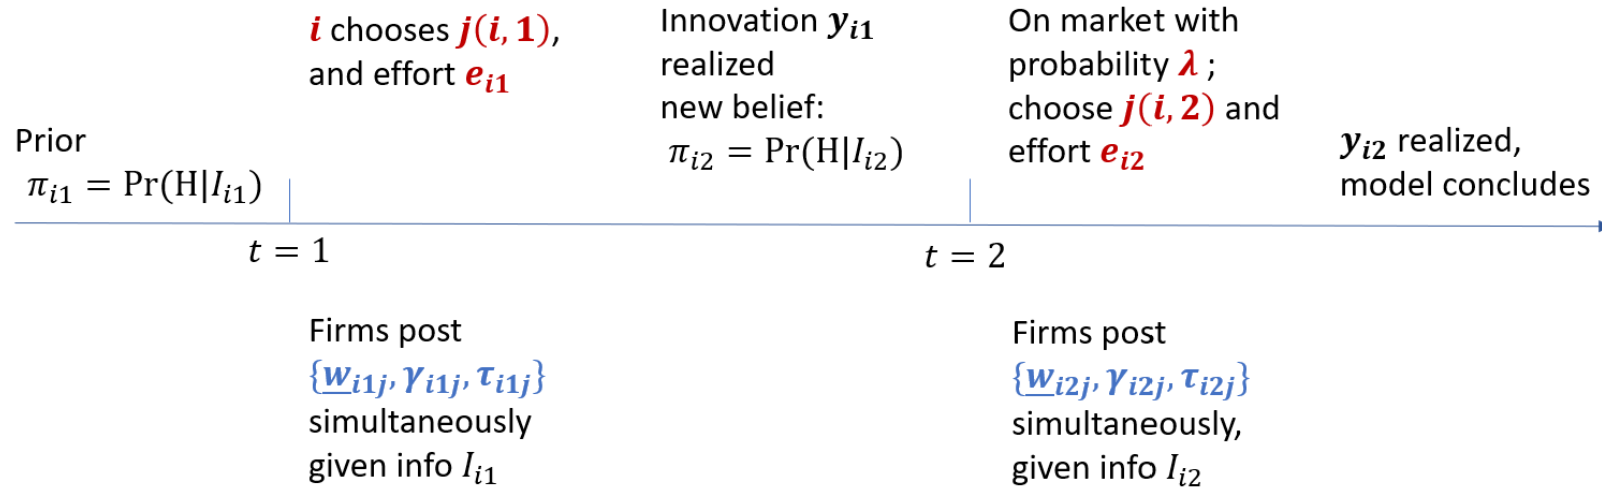 Prior
π_{i1} = Pr(H|I_{i1})
i chooses j(i, 1),
and effort e_{i1}
Innovation y_{i1}
realized
new belief:
π_{i2} = Pr(H|I_{i2})
On market with
probability λ ;
choose j(i, 2) and
effort e_{i2}
y_{i2} realized,
model concludes
t = 1
t = 2
Firms post
{w̲_{i1j}, γ_{i1j}, τ_{i1j}}
simultaneously
given info I_{i1}
Firms post
{w̲_{i2j}, γ_{i2j}, τ_{i2j}}
simultaneously,
given info I_{i2}